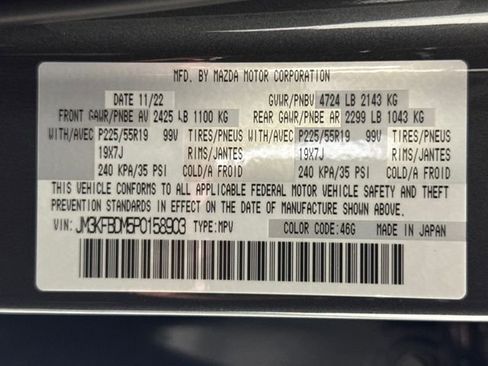 MFD. BY MAZDA MOTOR CORPORATION
DATE 11/22 GVWR/PNBV 4724 LB 2143 KG
FRONT GAWR/PNBE AV 2425 LB 1100 KG REAR GAWR/PNBE AR 2299 LB 1043 KG
WITH/AVEC P225/55R19 99V TIRES/PNEUS WITH/AVEC P225/55R19 99V TIRES/PNEUS
19X7J RIMS/JANTES 19X7J RIMS/JANTES
240 KPA/35 PSI COLD/A FROID 240 KPA/35 PSI COLD/A FROID
THIS VEHICLE CONFORMS TO ALL APPLICABLE FEDERAL MOTOR VEHICLE SAFETY AND THEFT
PREVENTION STANDARDS IN EFFECT ON THE DATE OF MANUFACTURE SHOWN ABOVE.
VIN: JM3KFBDM5P0158903 TYPE: MPV COLOR CODE: 46G MADE IN JAPAN